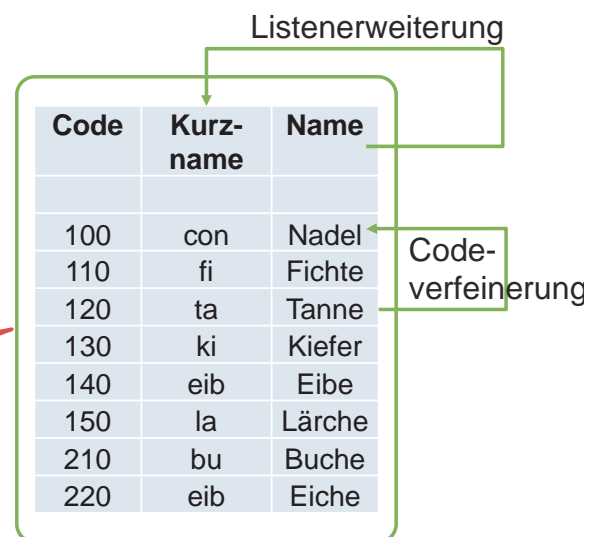 Listenerweiterung
Code Kurz- Name
name
100 con Nadel
110 fi Fichte
120 ta Tanne
130 ki Kiefer
140 eib Eibe
150 la Lärche
210 bu Buche
220 eib Eiche
Code-
verfeinerung